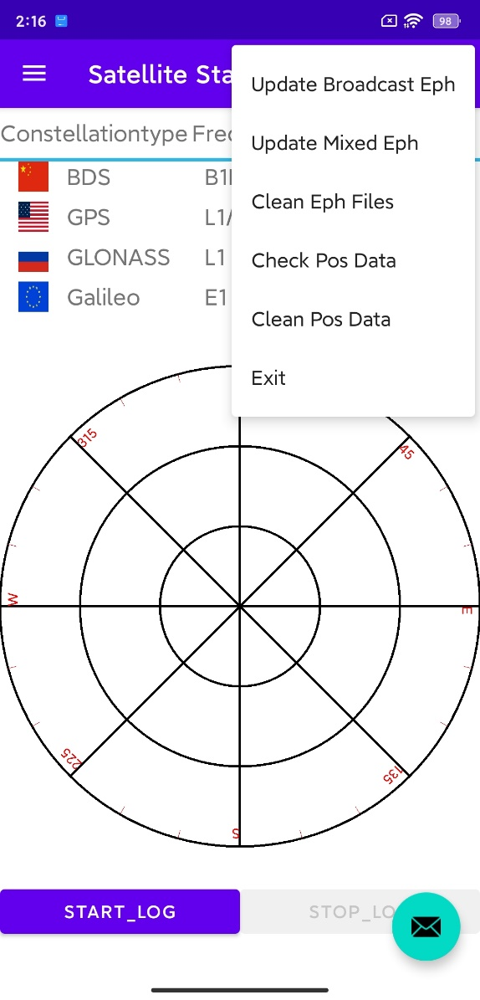 2:16
98
Satellite Sta
Update Broadcast Eph
Update Mixed Eph
Clean Eph Files
Check Pos Data
Clean Pos Data
Exit
Constellationtype Fre
BDS B1I
GPS L1/
GLONASS L1
Galileo E1
315
45
W
E
225
135
S
START_LOG
STOP_LO